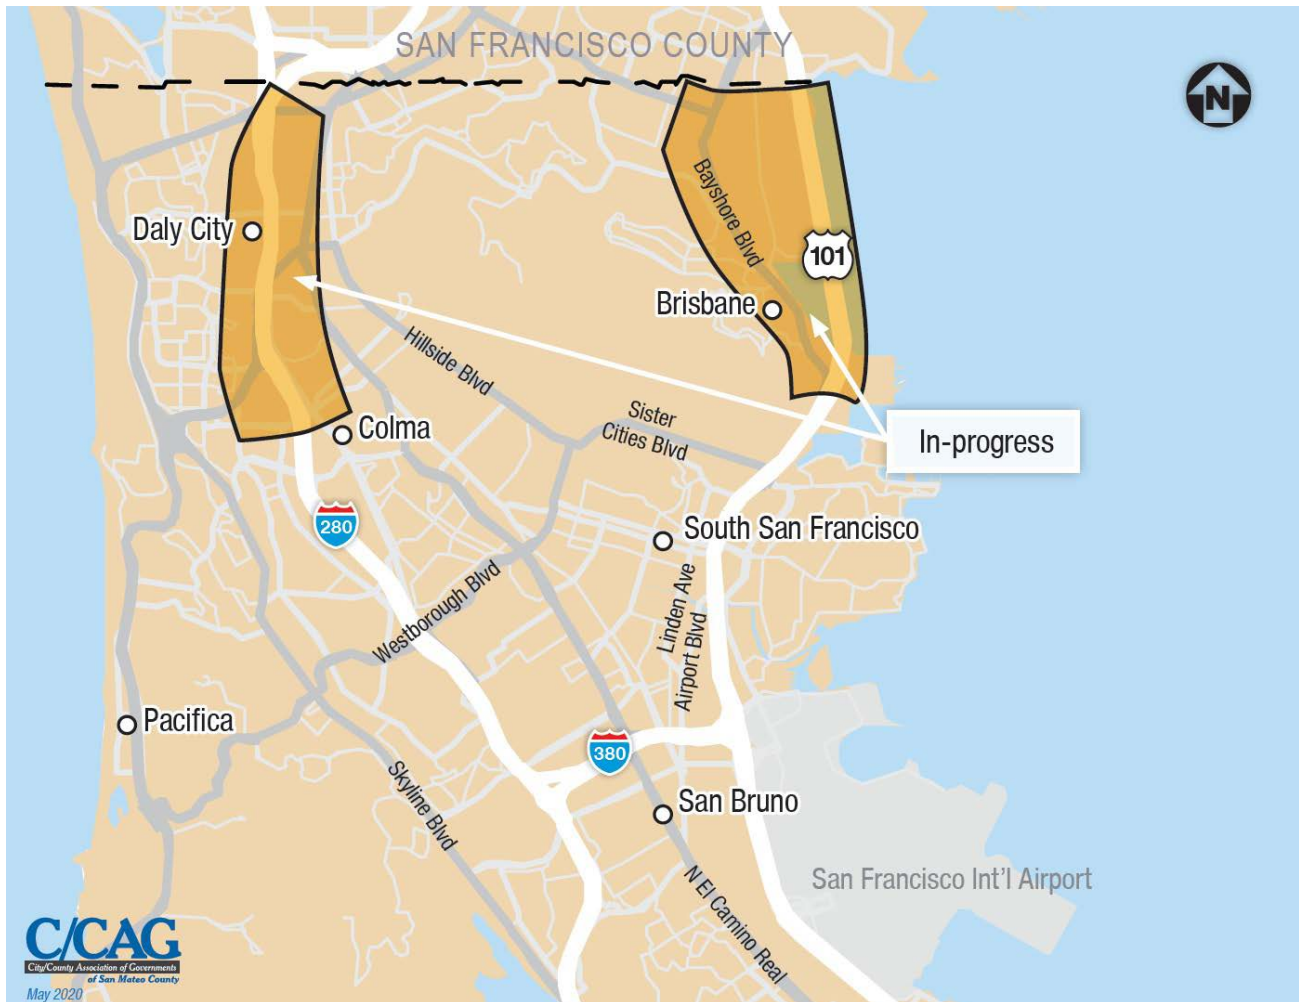 SAN FRANCISCO COUNTY
N
Daly City
Bayshore Blvd
101
Brisbane
Hillside Blvd
Sister
Cities Blvd
Colma
In-progress
280
South San Francisco
Westborough Blvd
Linden Ave
Airport Blvd
Pacifica
380
Skyline Blvd
San Bruno
N El Camino Real
San Francisco Int'l Airport
C/CAG
City/County Association of Governments
of San Mateo County
May 2020